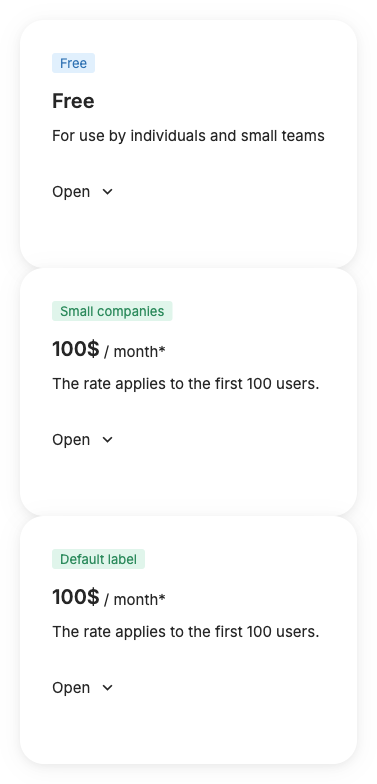 Free
Free
For use by individuals and small teams
Open
Small companies
100$ / month*
The rate applies to the first 100 users.
Open
Default label
100$ / month*
The rate applies to the first 100 users.
Open